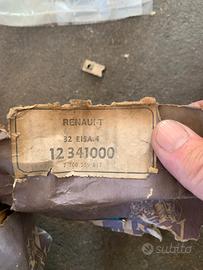 RENAULT
32 EISA-4
12 341000
subito